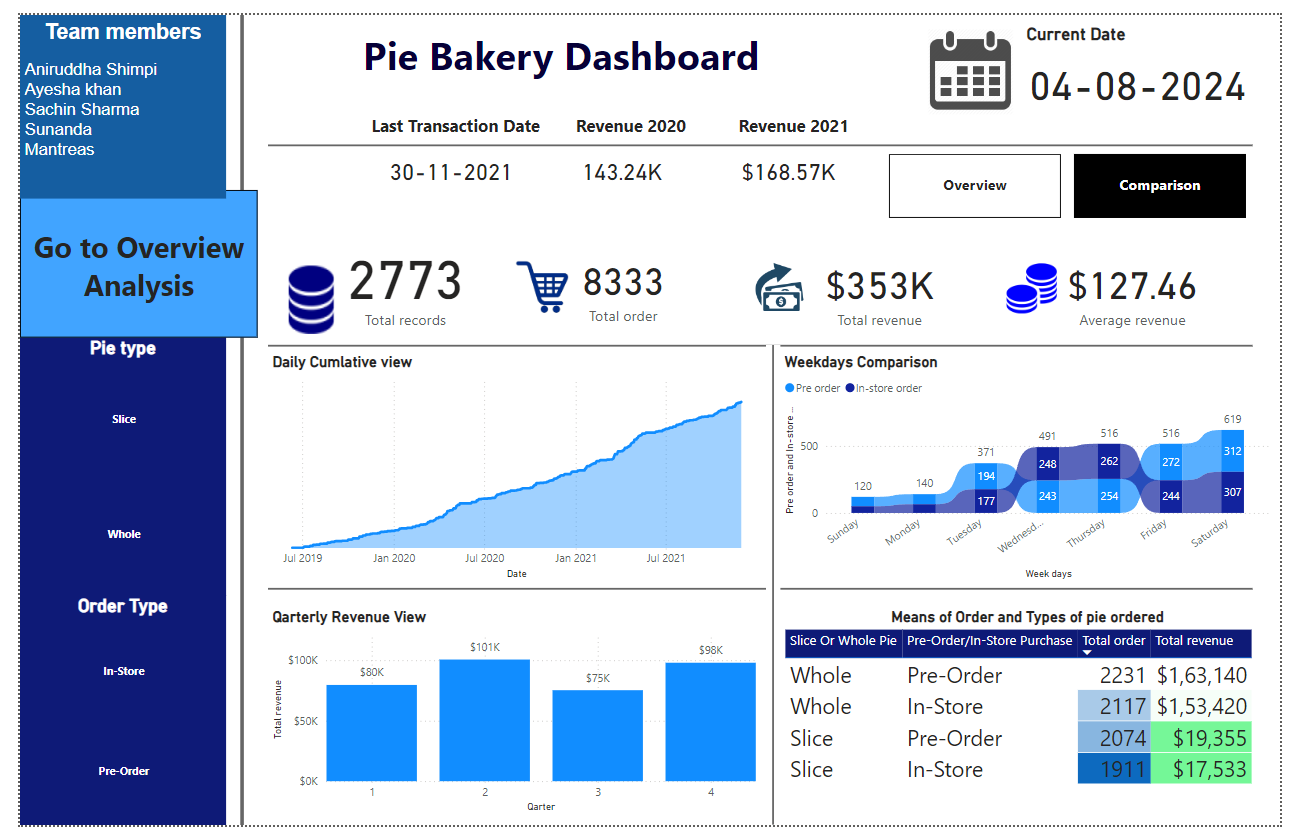 Team members
Aniruddha Shimpi
Ayesha khan
Sachin Sharma
Sunanda
Mantreas
Go to Overview
Analysis
Pie type
Slice
Whole
Order Type
In-Store
Pre-Order
Pie Bakery Dashboard
Current Date
04-08-2024
Last Transaction Date Revenue 2020 Revenue 2021
30-11-2021 143.24K $168.57K
Overview Comparison
2773 8333 $353K $127.46
Total records Total order Total revenue Average revenue
Daily Cumlative view
Jul 2019 Jan 2020 Jul 2020 Jan 2021 Jul 2021
Date
Weekdays Comparison
Pre order In-store order
Pre order and In-store ...
500
0
120 140 371 491 516 516 619
194 248 262 272 312
177 243 254 244 307
Sunday Monday Tuesday Wednesd... Thursday Friday Saturday
Week days
Qarterly Revenue View
Total revenue
$100K
$50K
$0K
$80K $101K $75K $98K
1 2 3 4
Qarter
Means of Order and Types of pie ordered
Slice Or Whole Pie Pre-Order/In-Store Purchase Total order Total revenue
Whole Pre-Order 2231 $1,63,140
Whole In-Store 2117 $1,53,420
Slice Pre-Order 2074 $19,355
Slice In-Store 1911 $17,533